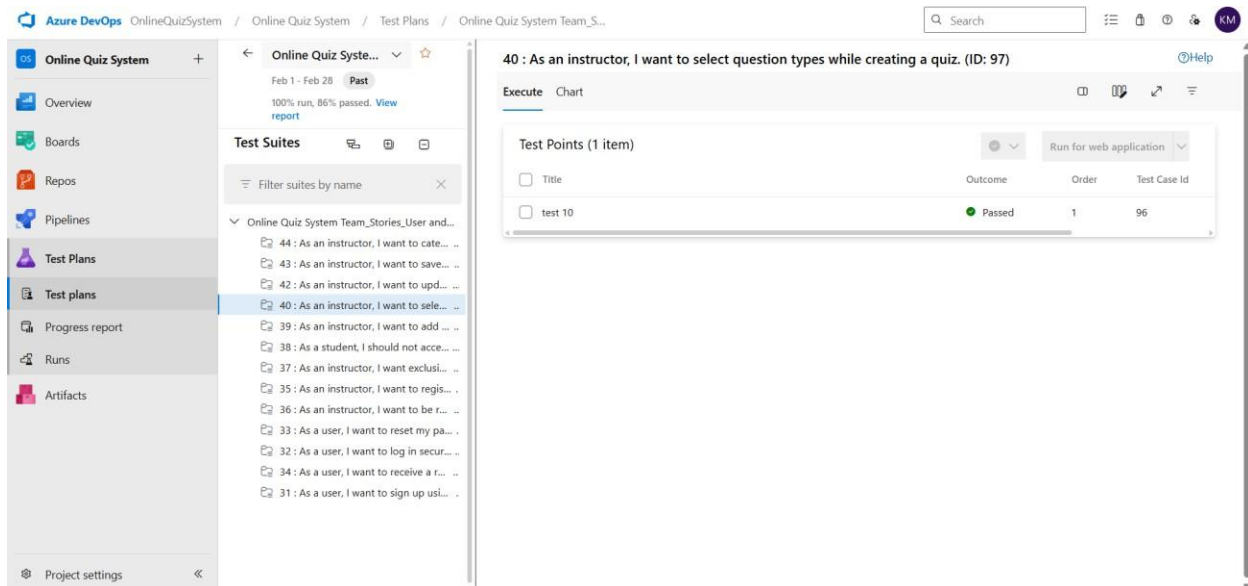 Azure DevOps OnlineQuizSystem / Online Quiz System / Test Plans / Online Quiz System Team_S...
Search
KM
OS Online Quiz System
Overview
Boards
Repos
Pipelines
Test Plans
Test plans
Progress report
Runs
Artifacts
Project settings
Online Quiz Syste...
Feb 1 - Feb 28 Past
100% run, 86% passed. View
report
Test Suites
Filter suites by name
Online Quiz System Team_Stories_User and...
44 : As an instructor, I want to cate... ..
43 : As an instructor, I want to save... ..
42 : As an instructor, I want to upd... ...
40 : As an instructor, I want to sele... ..
39 : As an instructor, I want to add ... ..
38 : As a student, I should not acce... ...
37 : As an instructor, I want exclusi... ..
35 : As an instructor, I want to regis... .
36 : As an instructor, I want to be r... ..
33 : As a user, I want to reset my pa... .
32 : As a user, I want to log in secur... ..
34 : As a user, I want to receive a r... ..
31 : As a user, I want to sign up usi... .
40 : As an instructor, I want to select question types while creating a quiz. (ID: 97)
Help
Execute Chart
Test Points (1 item)
Run for web application
Title Outcome Order Test Case Id
test 10 Passed 1 96